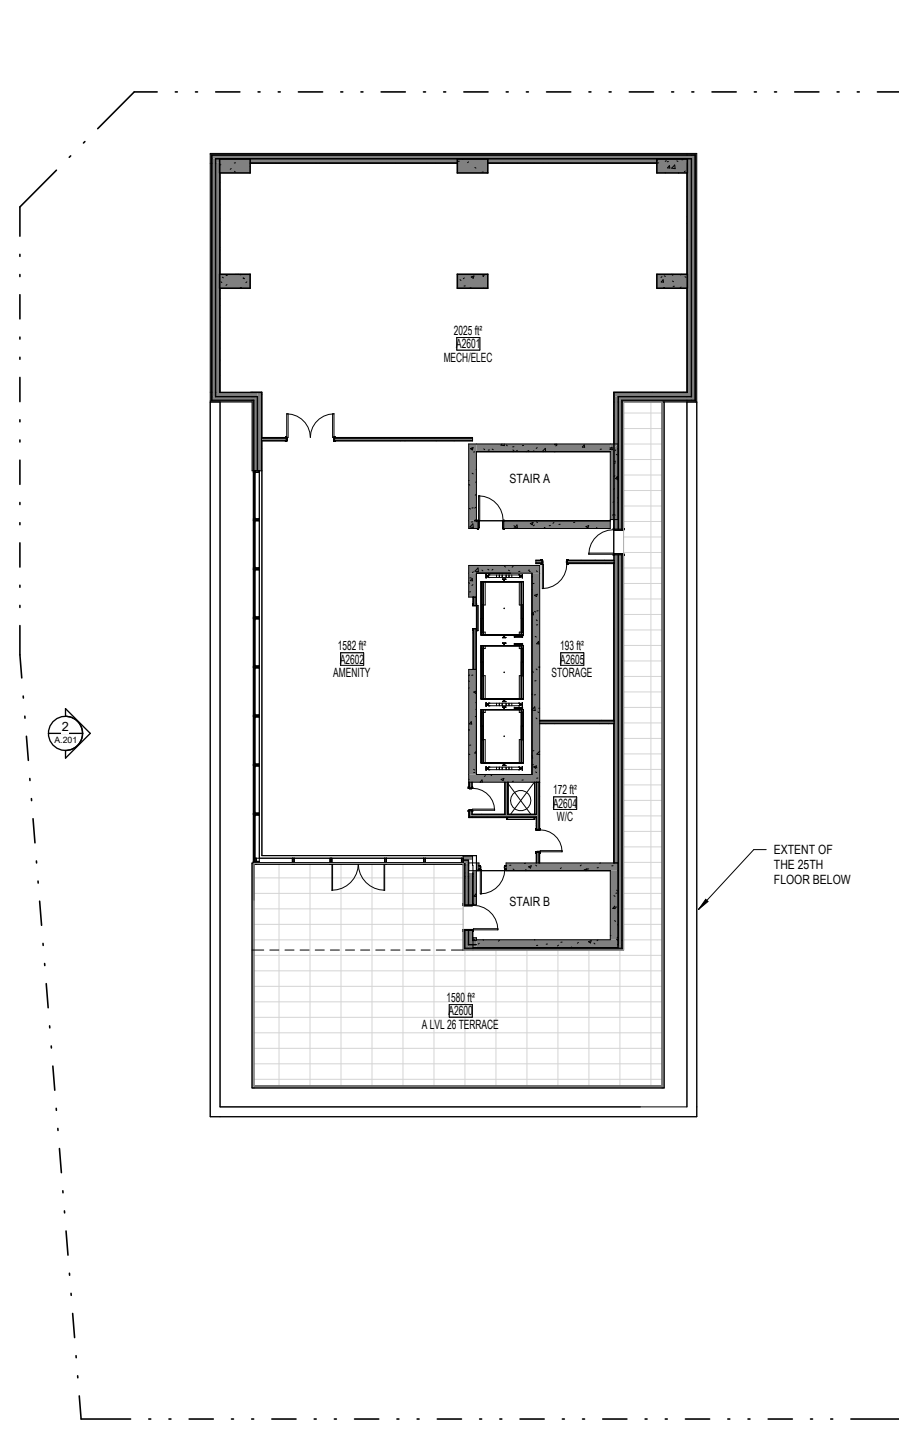 2025 ft²
A2601
MECH/ELEC
STAIR A
1582 ft²
A2602
AMENITY
193 ft²
A2605
STORAGE
2
A.201
172 ft²
A2604
W/C
EXTENT OF
THE 25TH
FLOOR BELOW
STAIR B
1580 ft²
A2600
A LVL 26 TERRACE